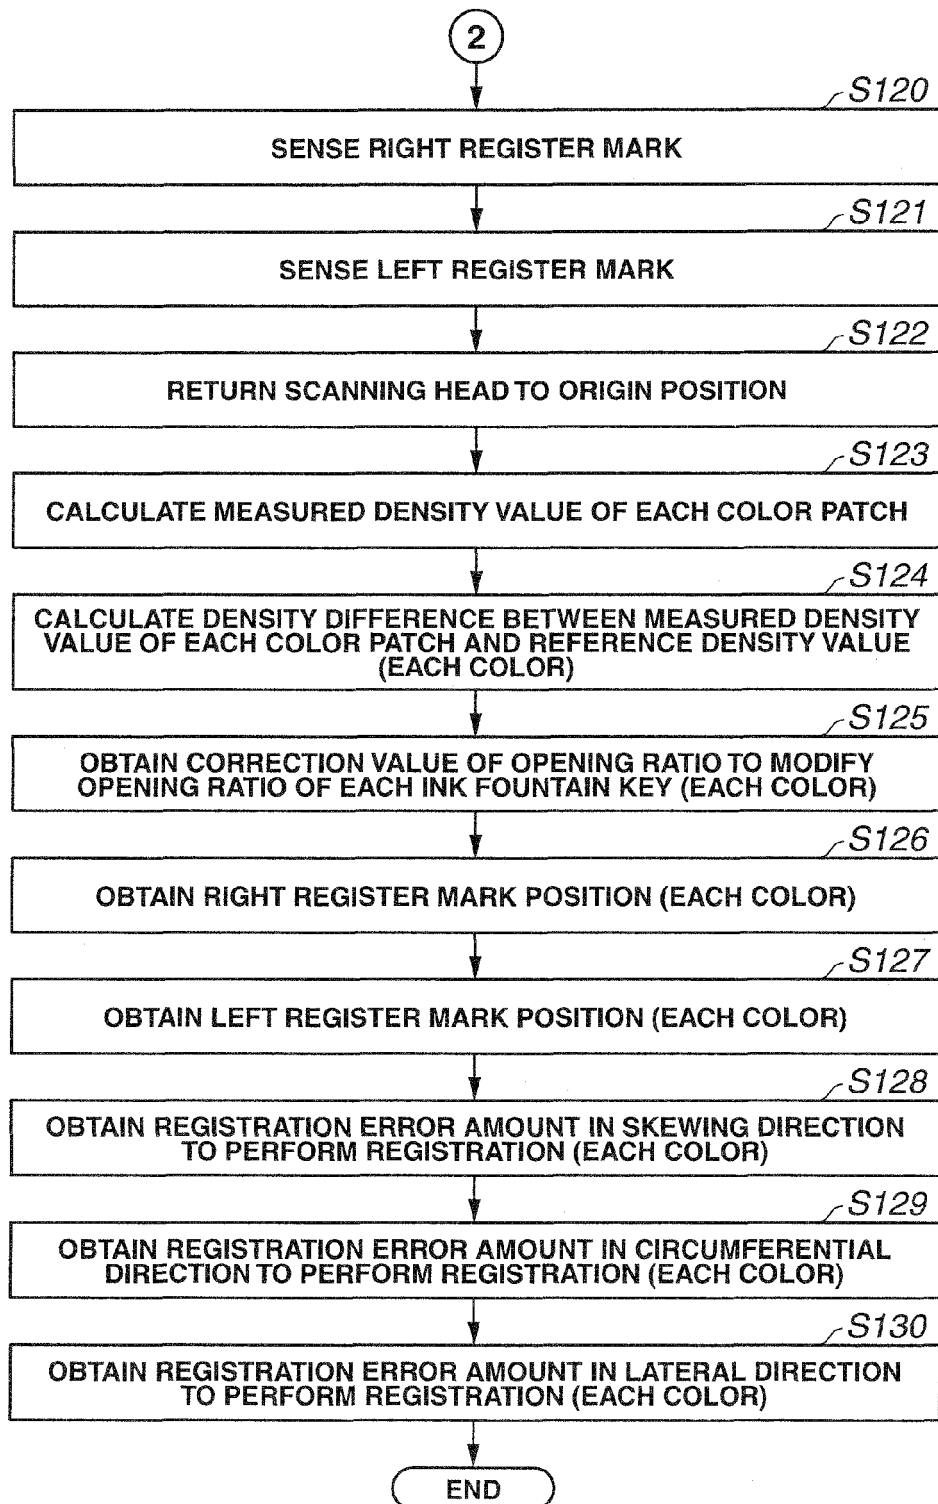 2
S120
SENSE RIGHT REGISTER MARK
S121
SENSE LEFT REGISTER MARK
S122
RETURN SCANNING HEAD TO ORIGIN POSITION
S123
CALCULATE MEASURED DENSITY VALUE OF EACH COLOR PATCH
S124
CALCULATE DENSITY DIFFERENCE BETWEEN MEASURED DENSITY
VALUE OF EACH COLOR PATCH AND REFERENCE DENSITY VALUE
(EACH COLOR)
S125
OBTAIN CORRECTION VALUE OF OPENING RATIO TO MODIFY
OPENING RATIO OF EACH INK FOUNTAIN KEY (EACH COLOR)
S126
OBTAIN RIGHT REGISTER MARK POSITION (EACH COLOR)
S127
OBTAIN LEFT REGISTER MARK POSITION (EACH COLOR)
S128
OBTAIN REGISTRATION ERROR AMOUNT IN SKEWING DIRECTION
TO PERFORM REGISTRATION (EACH COLOR)
S129
OBTAIN REGISTRATION ERROR AMOUNT IN CIRCUMFERENTIAL
DIRECTION TO PERFORM REGISTRATION (EACH COLOR)
S130
OBTAIN REGISTRATION ERROR AMOUNT IN LATERAL DIRECTION
TO PERFORM REGISTRATION (EACH COLOR)
END